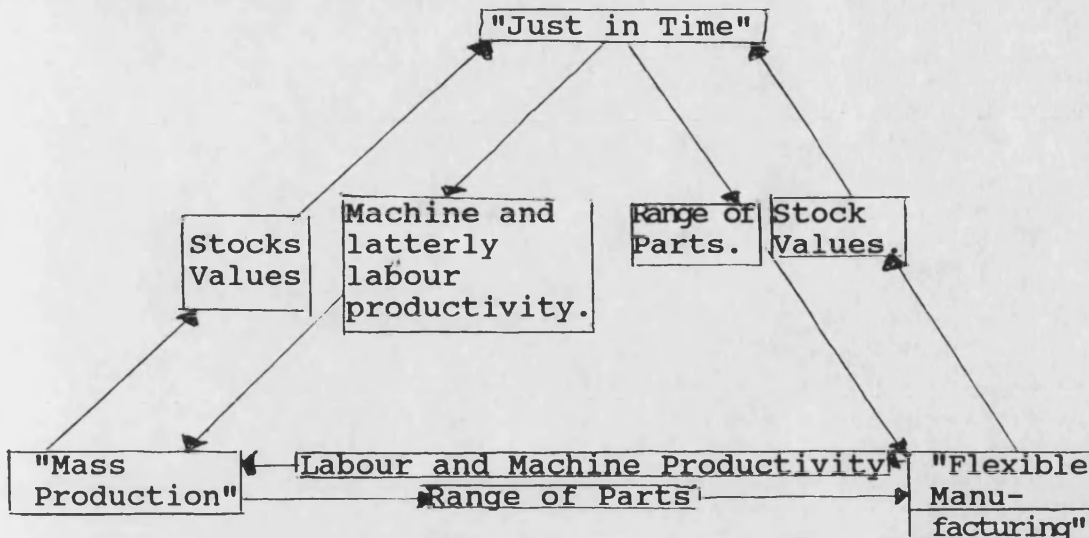 "Just in Time"
Stocks
Values
Machine and
latterly
labour
productivity.
Range of
Parts.
Stock
Values.
"Mass
Production"
Labour and Machine Productivity
Range of Parts
"Flexible
Manu-
facturing"